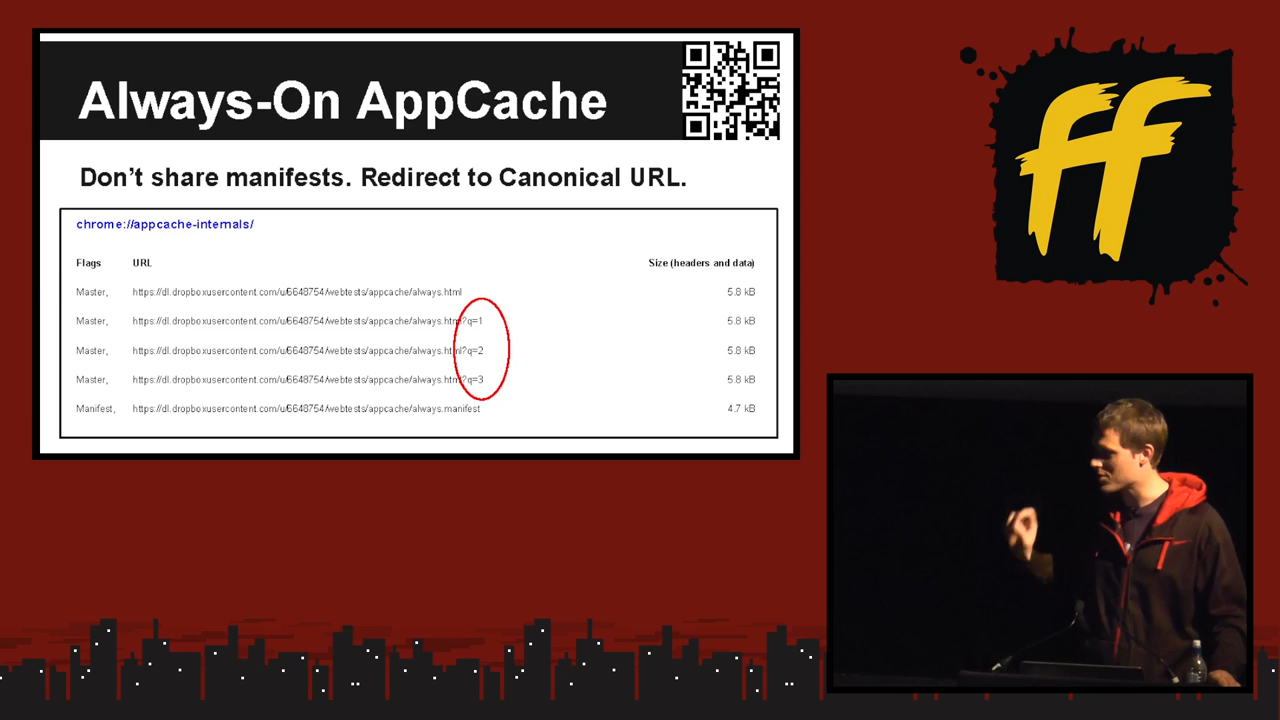 Always-On AppCache
Don't share manifests. Redirect to Canonical URL.
chrome://appcache-internals/
Flags URL Size (headers and data)
Master, https://dl.dropboxusercontent.com/u/6648754/webtests/appcache/always.html 5.8 kB
Master, https://dl.dropboxusercontent.com/u/6648754/webtests/appcache/always.html?q=1 5.8 kB
Master, https://dl.dropboxusercontent.com/u/6648754/webtests/appcache/always.html?q=2 5.8 kB
Master, https://dl.dropboxusercontent.com/u/6648754/webtests/appcache/always.html?q=3 5.8 kB
Manifest, https://dl.dropboxusercontent.com/u/6648754/webtests/appcache/always.manifest 4.7 kB
ff